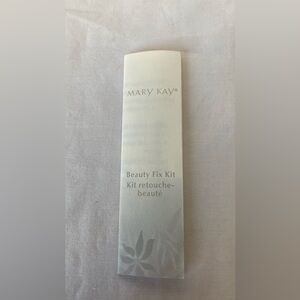 MARY KAY®
Beauty Fix Kit
Kit retouche-
beauté